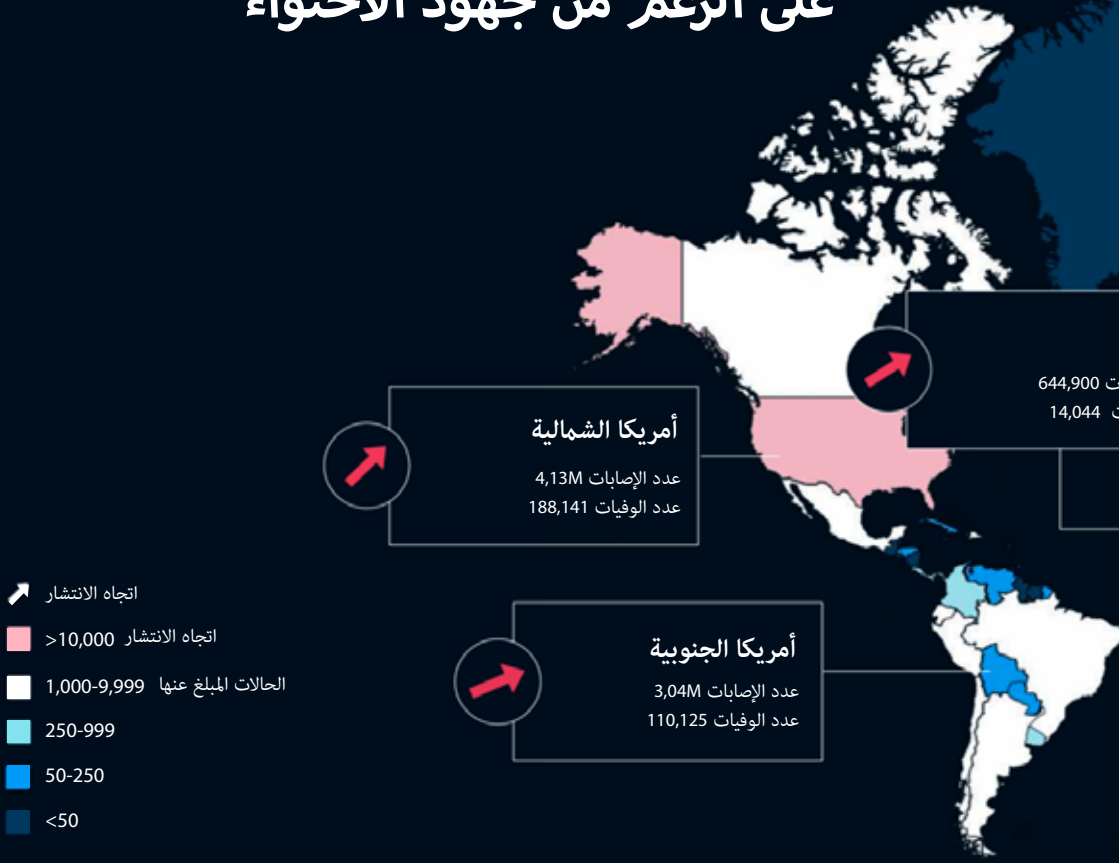 على الرغم من جهود الاحتواء
644,900
14,044
أمريكا الشمالية
عدد الإصابات 4,13M
عدد الوفيات 188,141
أمريكا الجنوبية
عدد الإصابات 3,04M
عدد الوفيات 110,125
اتجاه الانتشار
اتجاه الانتشار >10,000
الحالات المبلغ عنها 1,000-9,999
250-999
50-250
<50